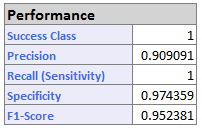 Performance
Success Class 1
Precision 0.909091
Recall (Sensitivity) 1
Specificity 0.974359
F1-Score 0.952381